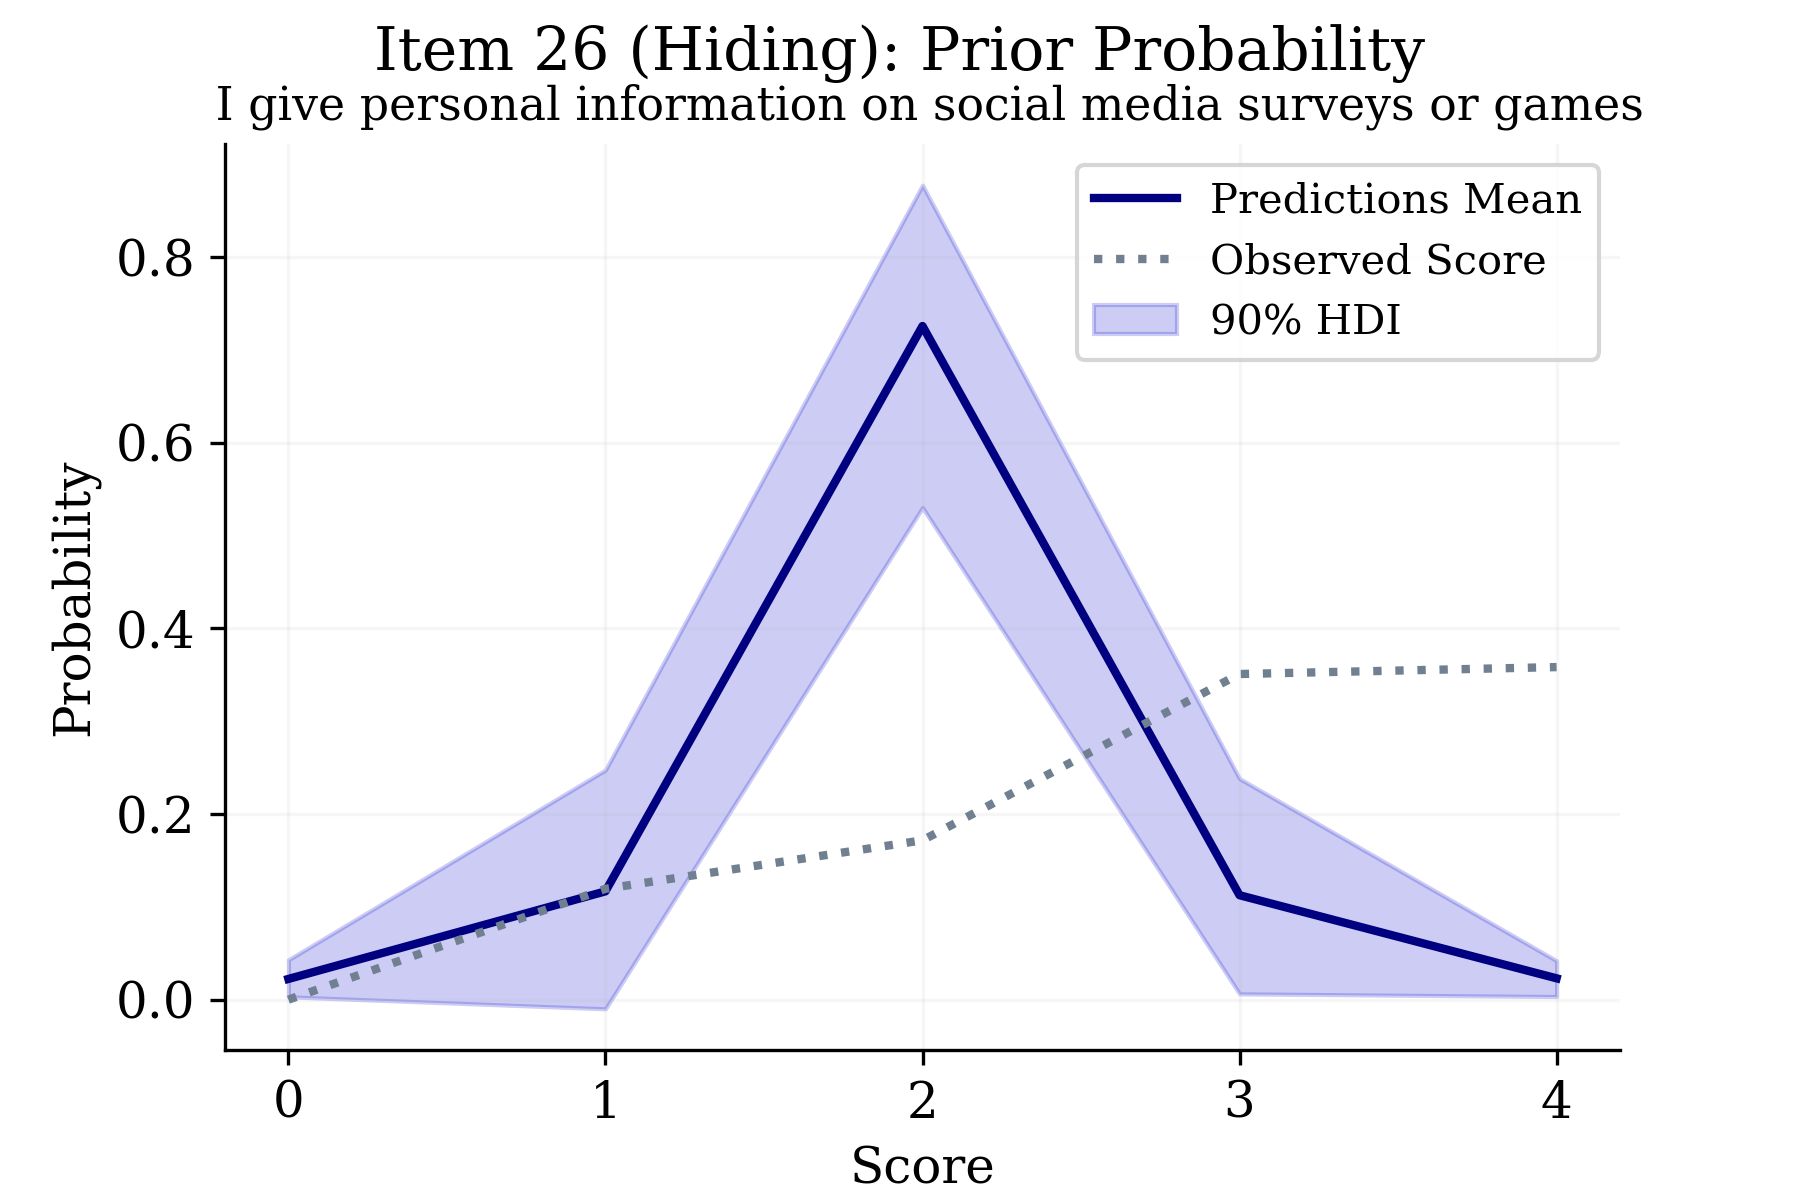 Item 26 (Hiding): Prior Probability
I give personal information on social media surveys or games
Predictions Mean
Observed Score
90% HDI
Probability
0.8
0.6
0.4
0.2
0.0
0 1 2 3 4
Score